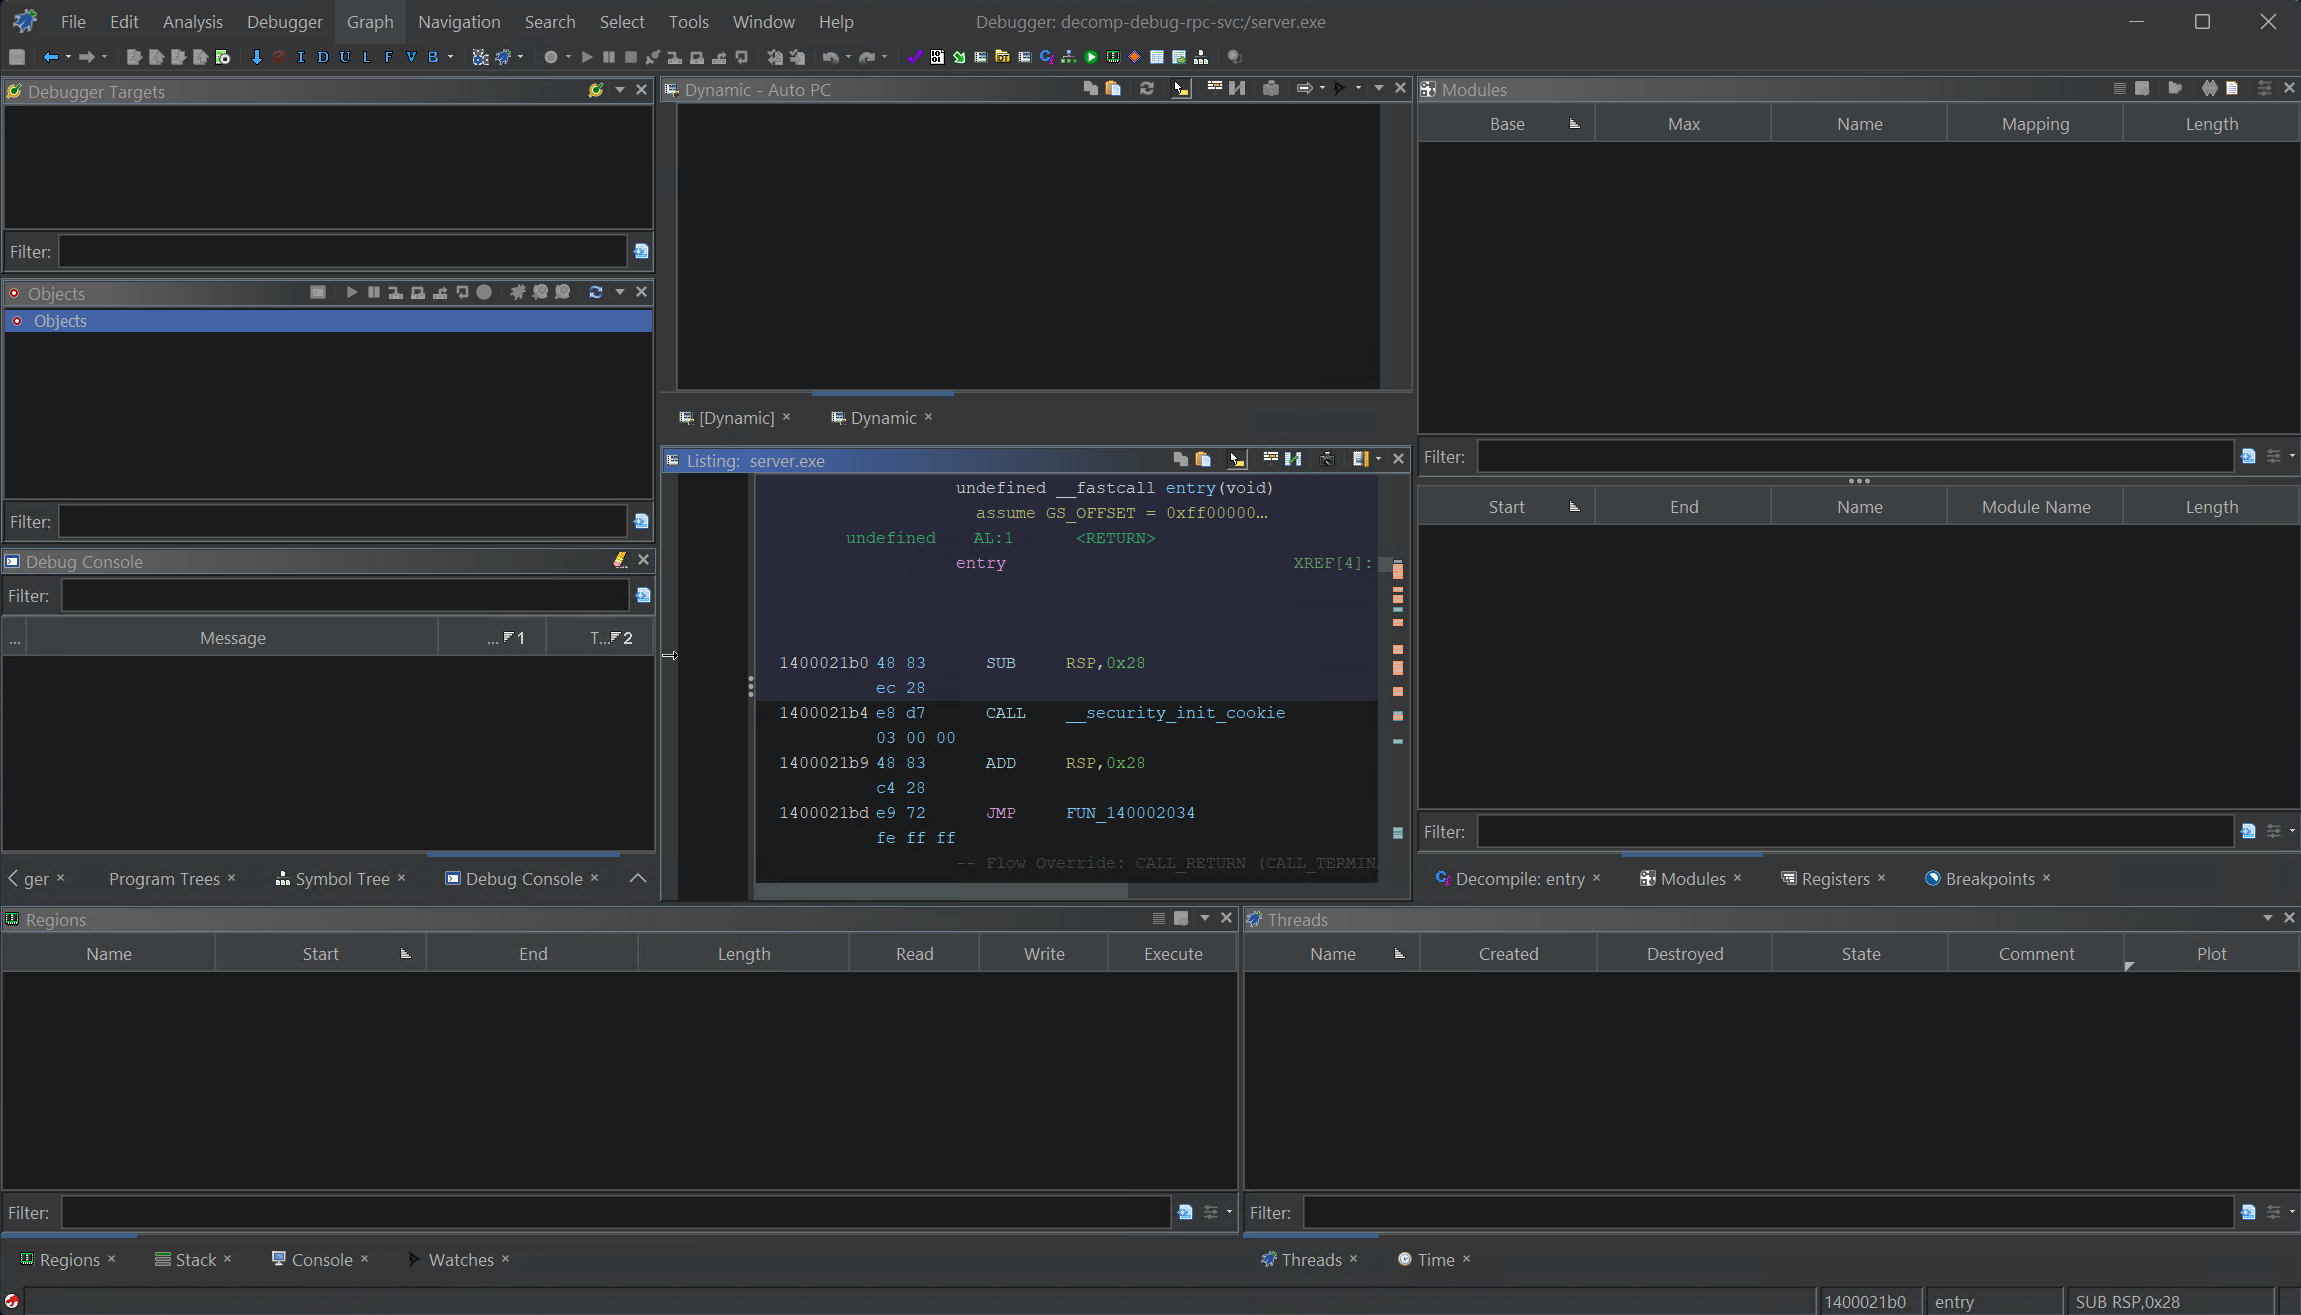 File Edit Analysis Debugger Graph Navigation Search Select Tools Window Help
Debugger: decomp-debug-rpc-svc:/server.exe
I D U L F V B
Debugger Targets
Filter:
Objects
Objects
Filter:
Debug Console
Filter:
... Message ... 1 T... 2
ger Program Trees Symbol Tree Debug Console
Dynamic - Auto PC
[Dynamic] Dynamic
Listing: server.exe
undefined __fastcall entry(void)
assume GS_OFFSET = 0xff00000...
undefined AL:1 <RETURN>
entry XREF[4]:
1400021b0 48 83 SUB RSP,0x28
ec 28
1400021b4 e8 d7 CALL __security_init_cookie
03 00 00
1400021b9 48 83 ADD RSP,0x28
c4 28
1400021bd e9 72 JMP FUN_140002034
fe ff ff
-- Flow Override: CALL_RETURN (CALL_TERMIN
Modules
Base Max Name Mapping Length
Filter:
Start End Name Module Name Length
Filter:
Decompile: entry Modules Registers Breakpoints
Regions
Name Start End Length Read Write Execute
Filter:
Regions Stack Console Watches
Threads
Name Created Destroyed State Comment Plot
Filter:
Threads Time
1400021b0 entry SUB RSP,0x28